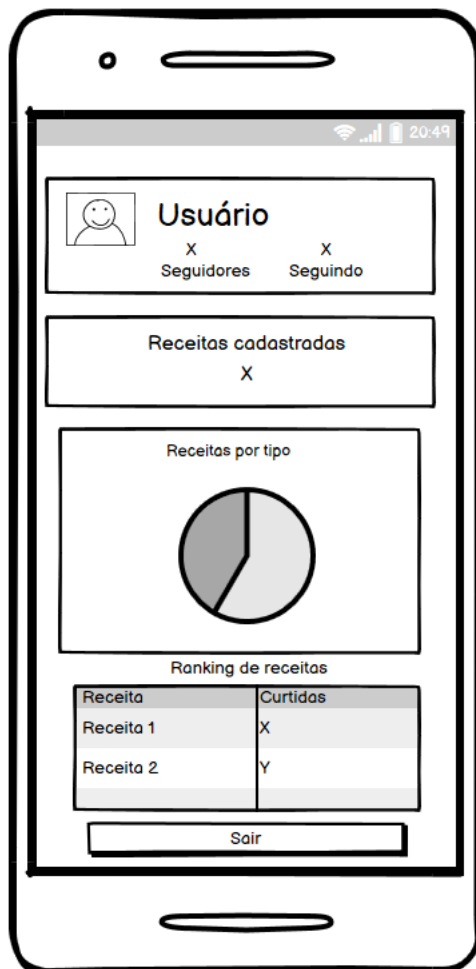 20:49
Usuário
X X
Seguidores Seguindo
Receitas cadastradas
X
Receitas por tipo
Ranking de receitas
Receita Curtidas
Receita 1 X
Receita 2 Y
Sair